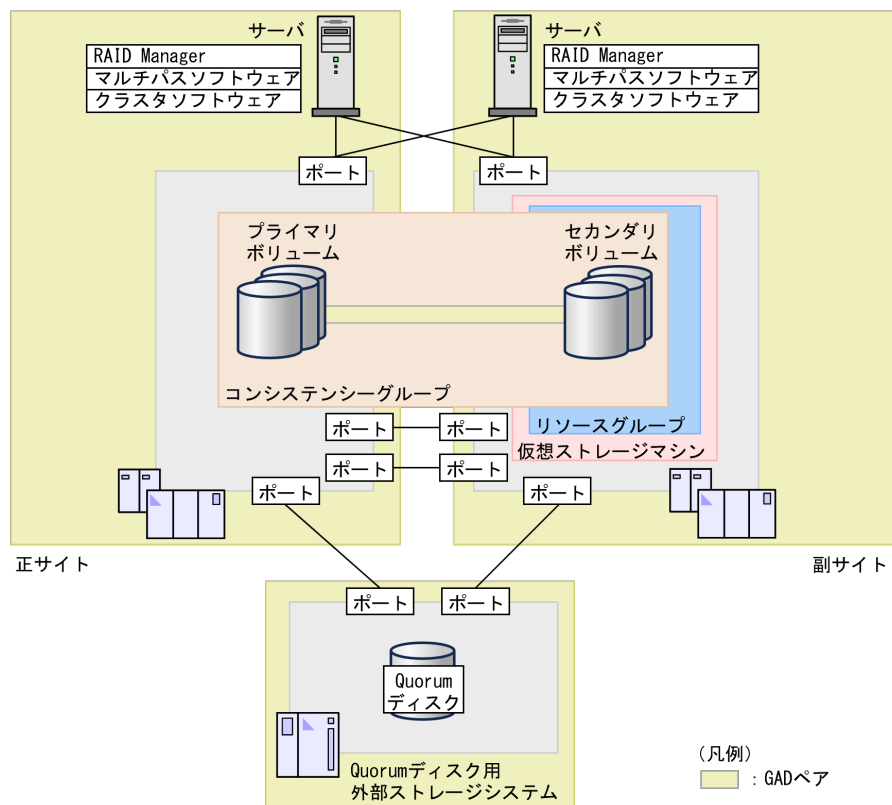 サーバ
RAID Manager
マルチパスソフトウェア
クラスタソフトウェア
サーバ
RAID Manager
マルチパスソフトウェア
クラスタソフトウェア
ポート
ポート
プライマリ
ボリューム
セカンダリ
ボリューム
コンシステンシーグループ
リソースグループ
仮想ストレージマシン
ポート
ポート
ポート
ポート
ポート
ポート
正サイト
副サイト
ポート
ポート
Quorum
ディスク
Quorumディスク用
外部ストレージシステム
(凡例)
：GADペア